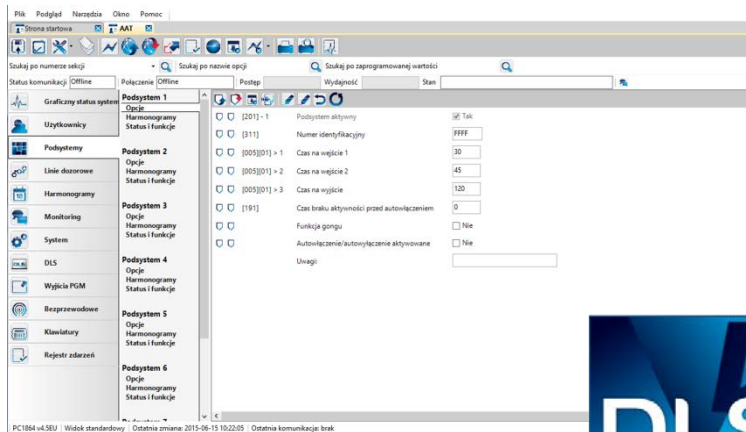 Plik Podgląd Narzędzia Okno Pomoc
Strona startowa AAT
Szukaj po numerze sekcji Szukaj po nazwie opcji Szukaj po zaprogramowanej wartości
Status komunikacji Offline Połączenie Offline Postęp Wydajność Stan
Graficzny status system
Użytkownicy
Podsystemy
Linie dozorowe
Harmonogramy
Monitoring
System
DLS
Wyjścia PGM
Bezprzewodowe
Klawiatury
Rejestr zdarzeń
Podsystem 1
Opcje
Harmonogramy
Status i funkcje
Podsystem 2
Opcje
Harmonogramy
Status i funkcje
Podsystem 3
Opcje
Harmonogramy
Status i funkcje
Podsystem 4
Opcje
Harmonogramy
Status i funkcje
Podsystem 5
Opcje
Harmonogramy
Status i funkcje
Podsystem 6
Opcje
Harmonogramy
Status i funkcje
[201] - 1 Podsystem aktywny Tak
[311] Numer identyfikacyjny FFFF
[005][01] > 1 Czas na wejście 1 30
[005][01] > 2 Czas na wejście 2 45
[005][01] > 3 Czas na wyjście 120
[191] Czas braku aktywności przed autowłączeniem 0
Funkcja gongu Nie
Autowłączenie/autowyłączenie aktywowane Nie
Uwagi:
PC1864 v4.5EU Widok standardowy Ostatnia zmiana: 2015-06-15 10:22:05 Ostatnia komunikacja: brak